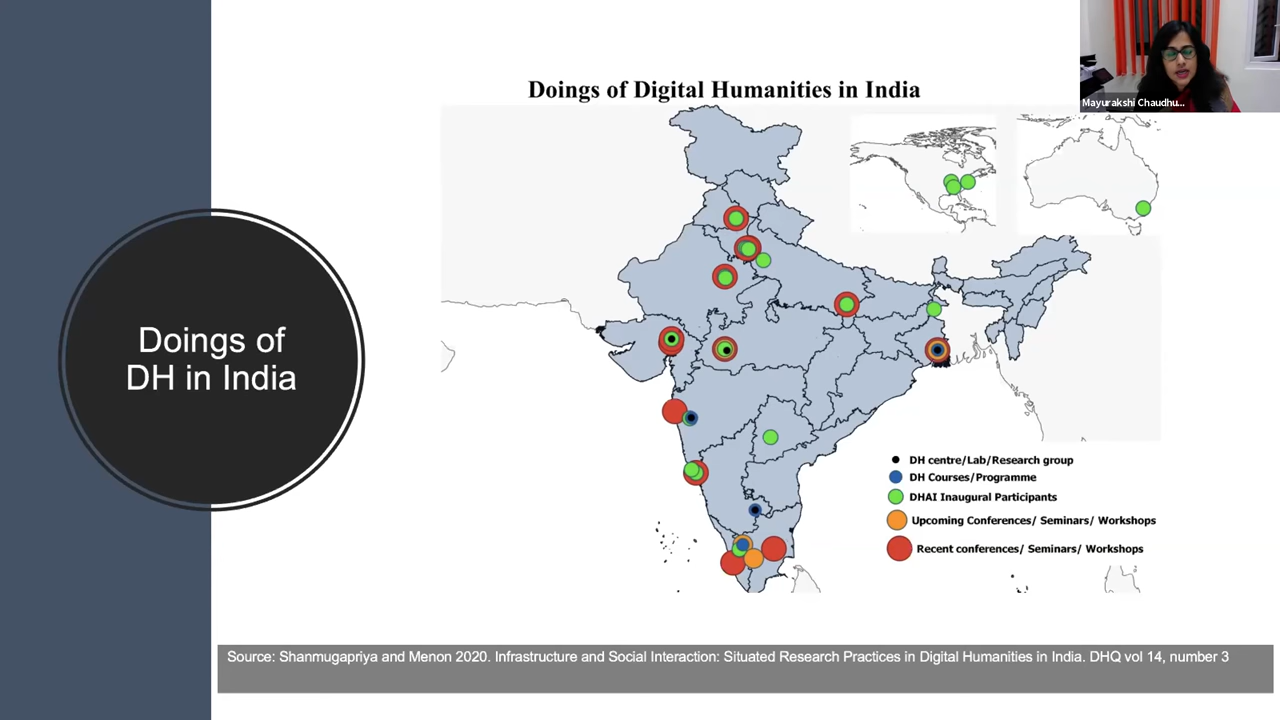 Doings of Digital Humanities in India
Mayurakshi Chaudhu...
Doings of
DH in India
DH centre/Lab/Research group
DH Courses/Programme
DHAI Inaugural Participants
Upcoming Conferences/ Seminars/ Workshops
Recent conferences/ Seminars/ Workshops
Source: Shanmugapriya and Menon 2020. Infrastructure and Social Interaction: Situated Research Practices in Digital Humanities in India. DHQ vol 14, number 3